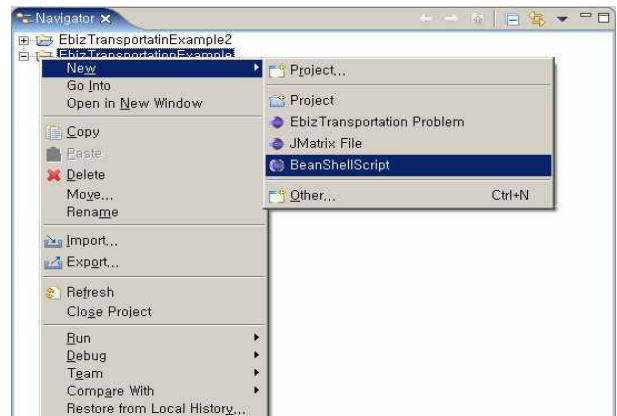 Navigator
EbizTransportatinExample2
EbizTransportationExample
New
Go Into
Open in New Window
Copy
Paste
Delete
Move...
Rename
Import...
Export...
Refresh
Close Project
Run
Debug
Team
Compare With
Restore from Local History...
Project...
Project
EbizTransportation Problem
JMatrix File
BeanShellScript
Other... Ctrl+N